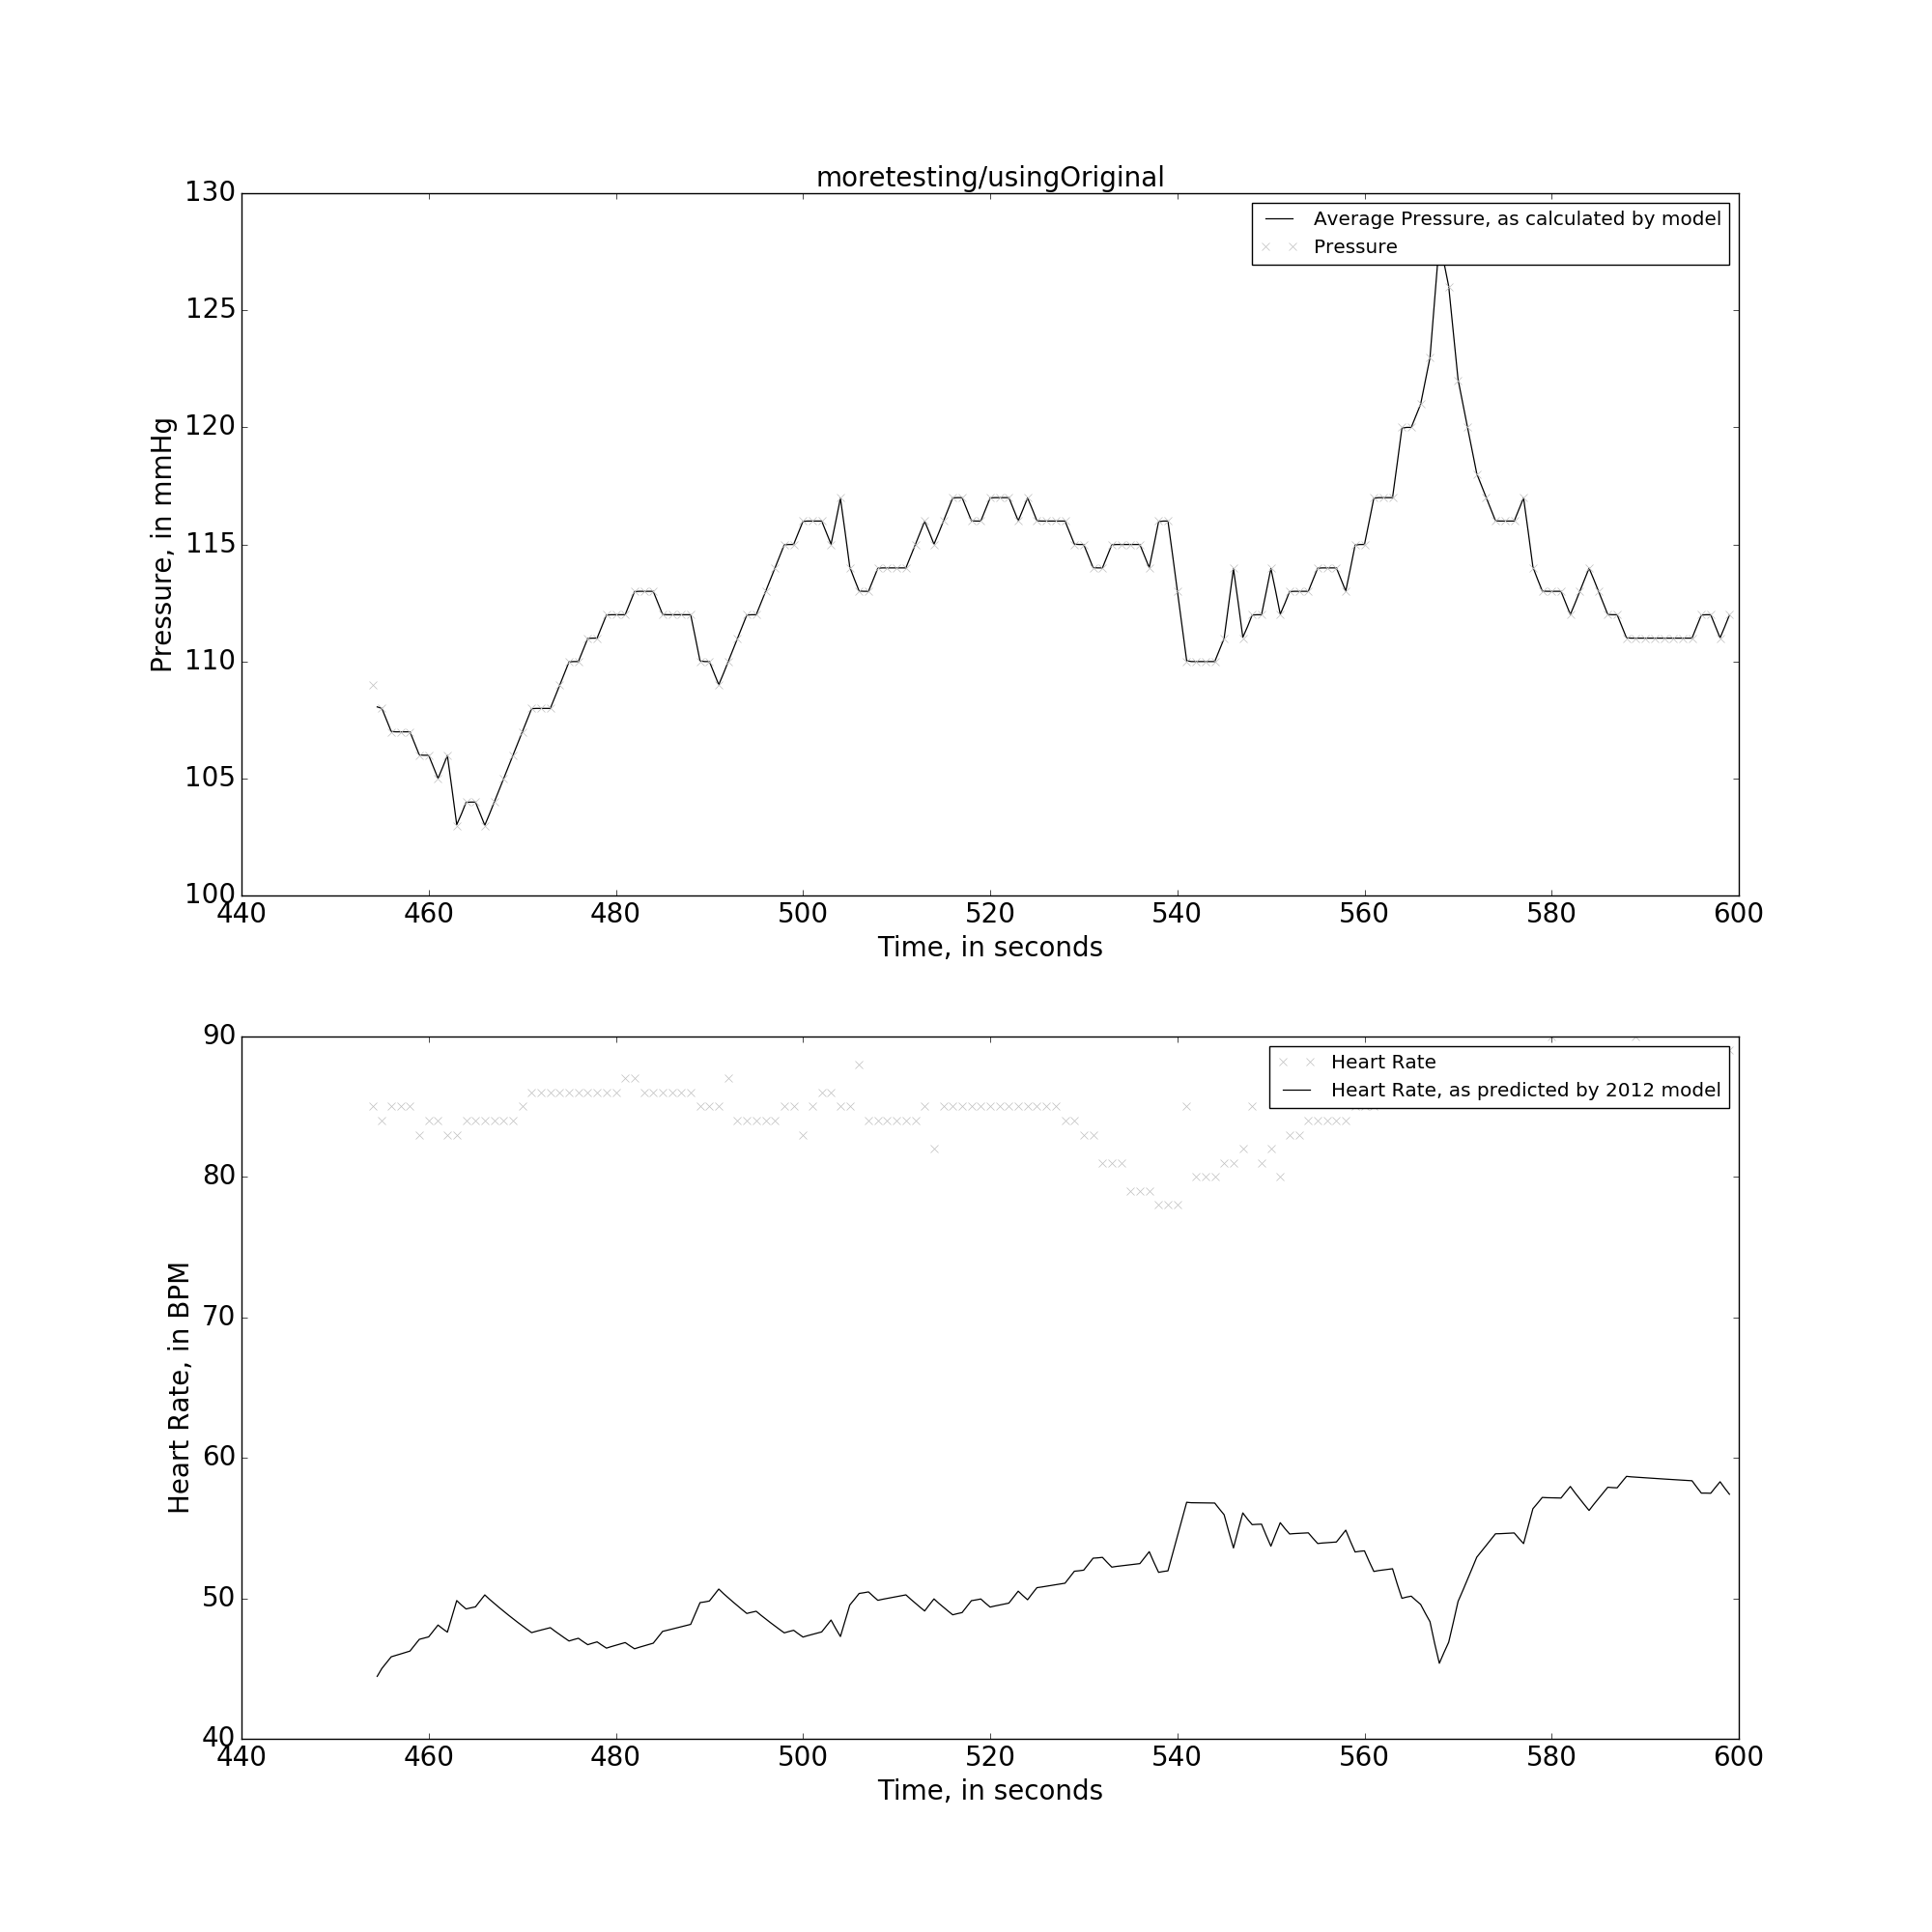 moretesting/usingOriginal
130
125
120
115
110
105
100
Pressure, in mmHg
Average Pressure, as calculated by model
Pressure
440 460 480 500 520 540 560 580 600
Time, in seconds
90
80
70
60
50
40
Heart Rate, in BPM
Heart Rate
Heart Rate, as predicted by 2012 model
440 460 480 500 520 540 560 580 600
Time, in seconds